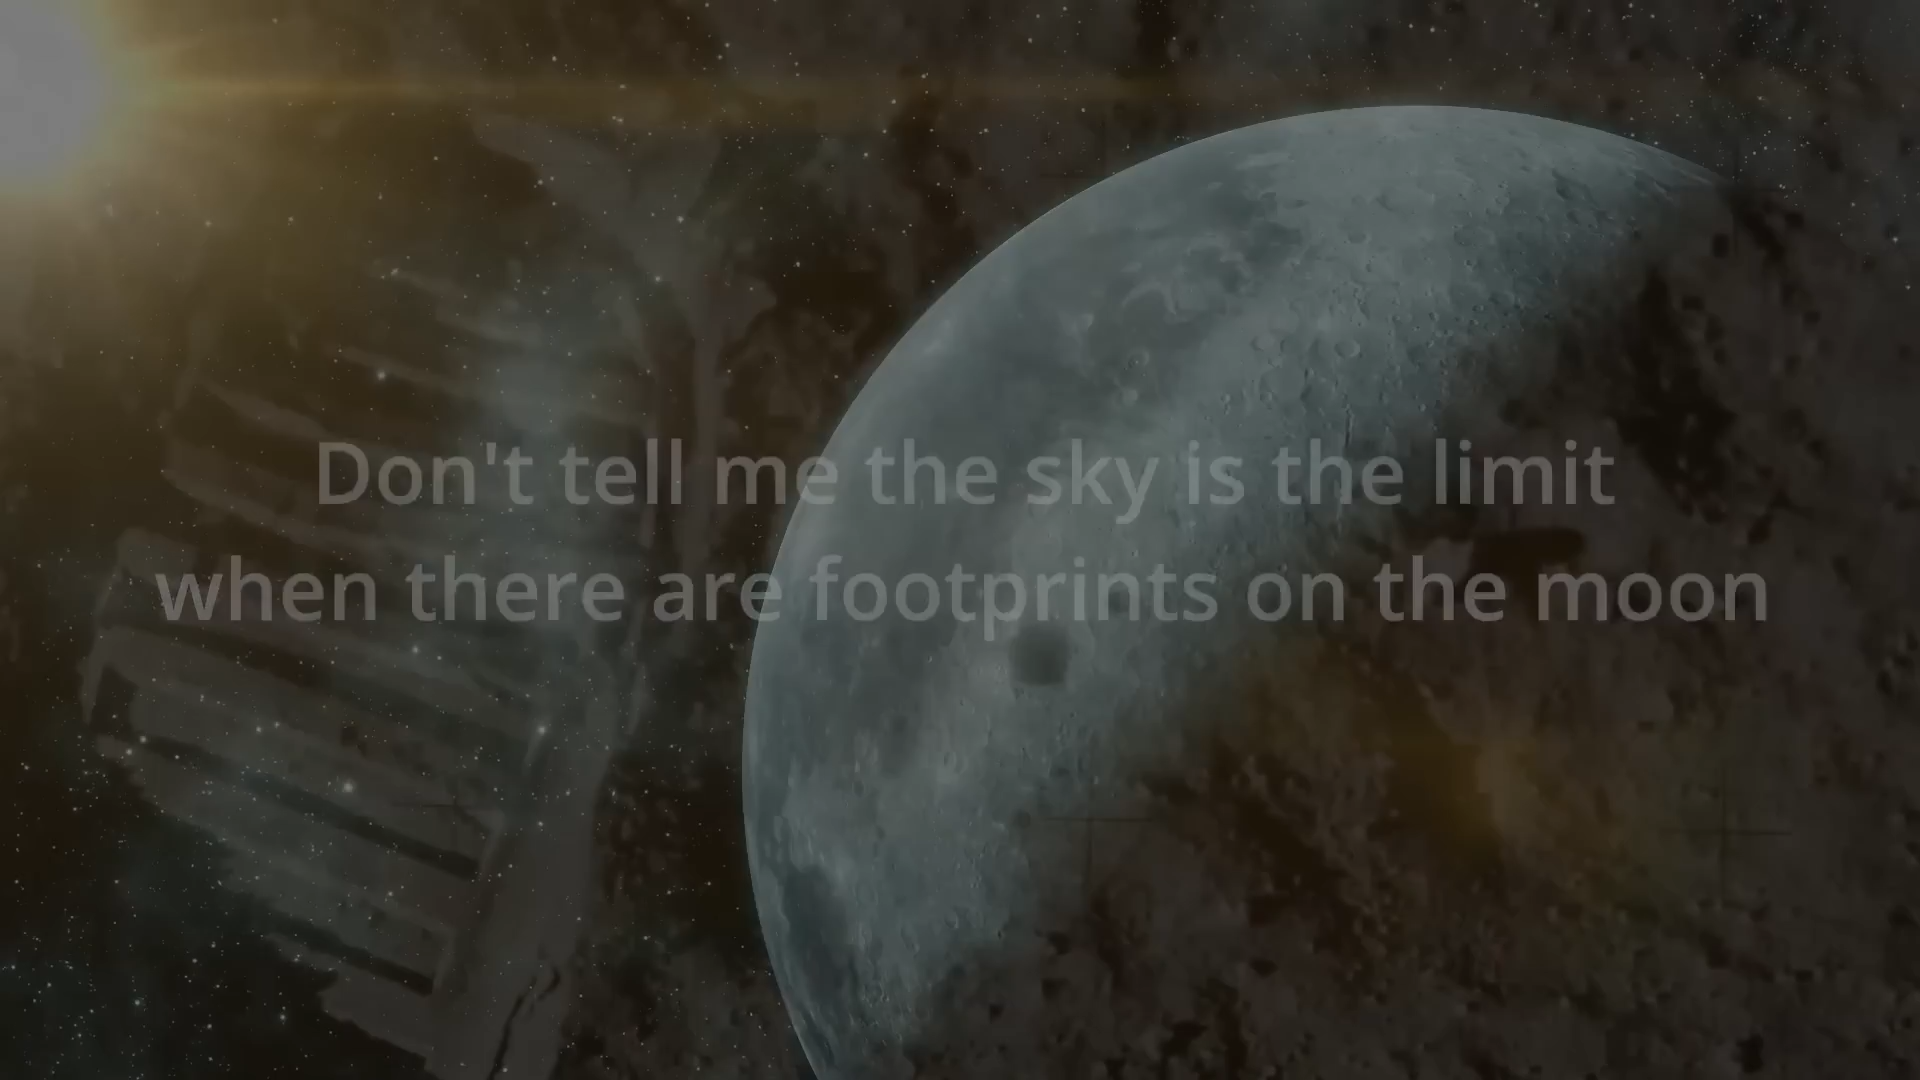 Don't tell me the sky is the limit
when there are footprints on the moon